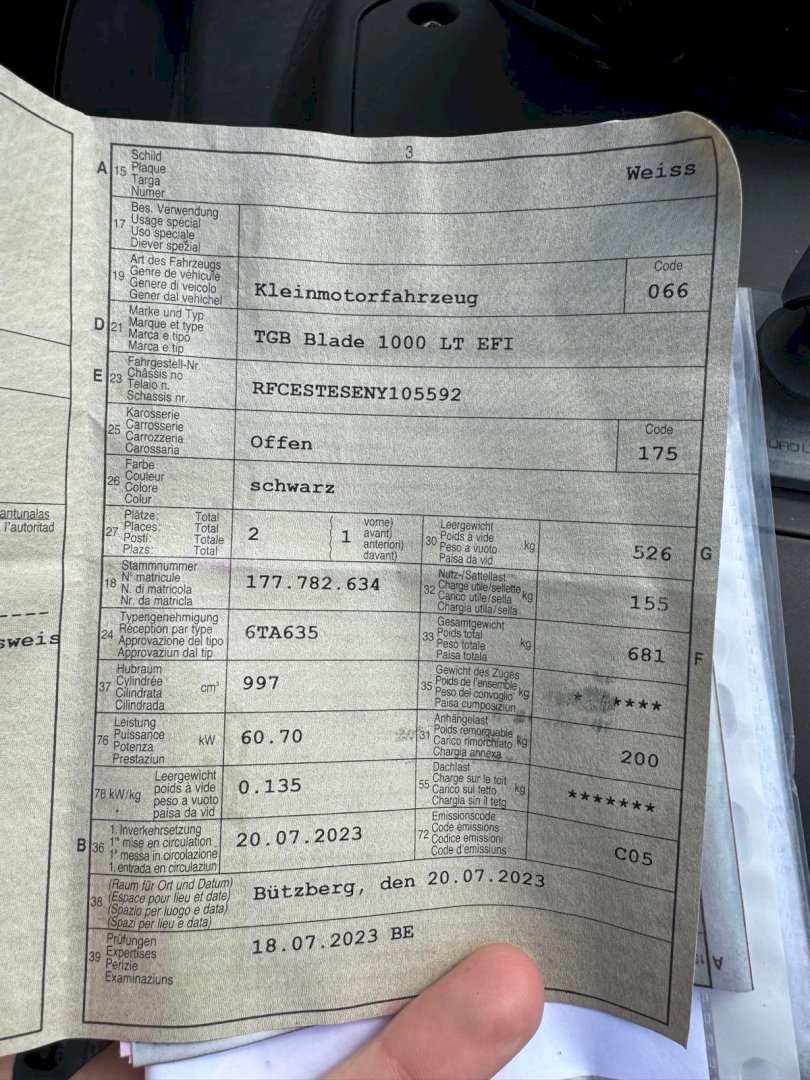 3
A 15 Schild
Plaque
Targa
Numer
Weiss
17 Bes. Verwendung
Usage spécial
Uso speciale
Diever spezial
19 Art des Fahrzeugs
Genre de véhicule
Genere di veicolo
Gener dal vehichel
Kleinmotorfahrzeug
Code
066
D 21 Marke und Typ
Marque et type
Marca e tipo
Marca e tip
TGB Blade 1000 LT EFI
E 23 Fahrgestell-Nr.
Châssis no
Telaio n.
Schassis nr.
RFCESTESENY105592
25 Karosserie
Carrosserie
Carrozzeria
Carossaria
Offen
Code
175
26 Farbe
Couleur
Colore
Colur
schwarz
27 Plätze: Total
Places: Total
Posti: Totale
Plazs: Total
2
1
vorne)
avant)
anteriori)
davant)
30 Leergewicht
Poids à vide
Peso a vuoto
Paisa da vid
kg
526
G
18 Stammnummer
N° matricule
N. di matricola
Nr. da matricla
177.782.634
32 Nutz-/Sattellast
Charge utile/sellette
Carico utile/sella
Chargia utila/sella
kg
155
24 Typengenehmigung
Réception par type
Approvazione del tipo
Approvaziun dal tip
6TA635
33 Gesamtgewicht
Poids total
Peso totale
Paisa totala
kg
681
F
37 Hubraum
Cylindrée
Cilindrata
Cilindrada
cm³
997
35 Gewicht des Zuges
Poids de l'ensemble
Peso del convoglio
Paisa cumposiziun
kg
* ****
76 Leistung
Puissance
Potenza
Prestaziun
kW
60.70
31 Anhängelast
Poids remorquable
Carico rimorchiato
Chargia annexa
kg
200
78 kW/kg
Leergewicht
poids à vide
peso a vuoto
paisa da vid
0.135
55 Dachlast
Charge sur le toit
Carico sul tetto
Chargia sin il tetg
kg
*******
B 36 1. Inverkehrsetzung
1re mise en circulation
1a messa in circolazione
1. entrada en circulaziun
20.07.2023
72 Emissionscode
Code émissions
Codice emissioni
Code d'emissiuns
C05
38 (Raum für Ort und Datum)
(Espace pour lieu et date)
(Spazio per luogo e data)
(Spazi per lieu e data)
Bützberg, den 20.07.2023
39 Prüfungen
Expertises
Perizie
Examinaziuns
18.07.2023 BE
antunalas
l'autoritad
----
sweis
A